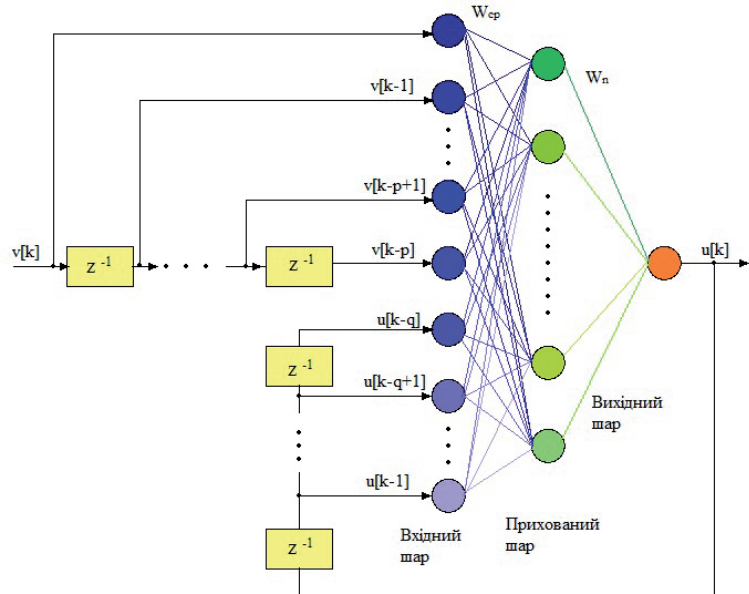 Wср
v[k-1]
Wп
v[k-p+1]
v[k]
z -1
. . .
z -1
v[k-p]
u[k]
u[k-q]
z -1
u[k-q+1]
Вихідний
шар
u[k-1]
z -1
Вхідний
шар
Прихований
шар